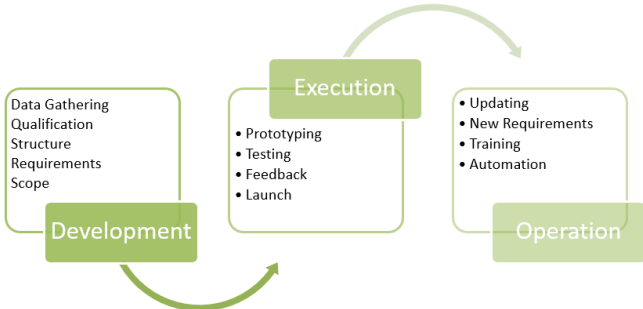 Data Gathering
Qualification
Structure
Requirements
Scope
Development
Execution
• Prototyping
• Testing
• Feedback
• Launch
• Updating
• New Requirements
• Training
• Automation
Operation